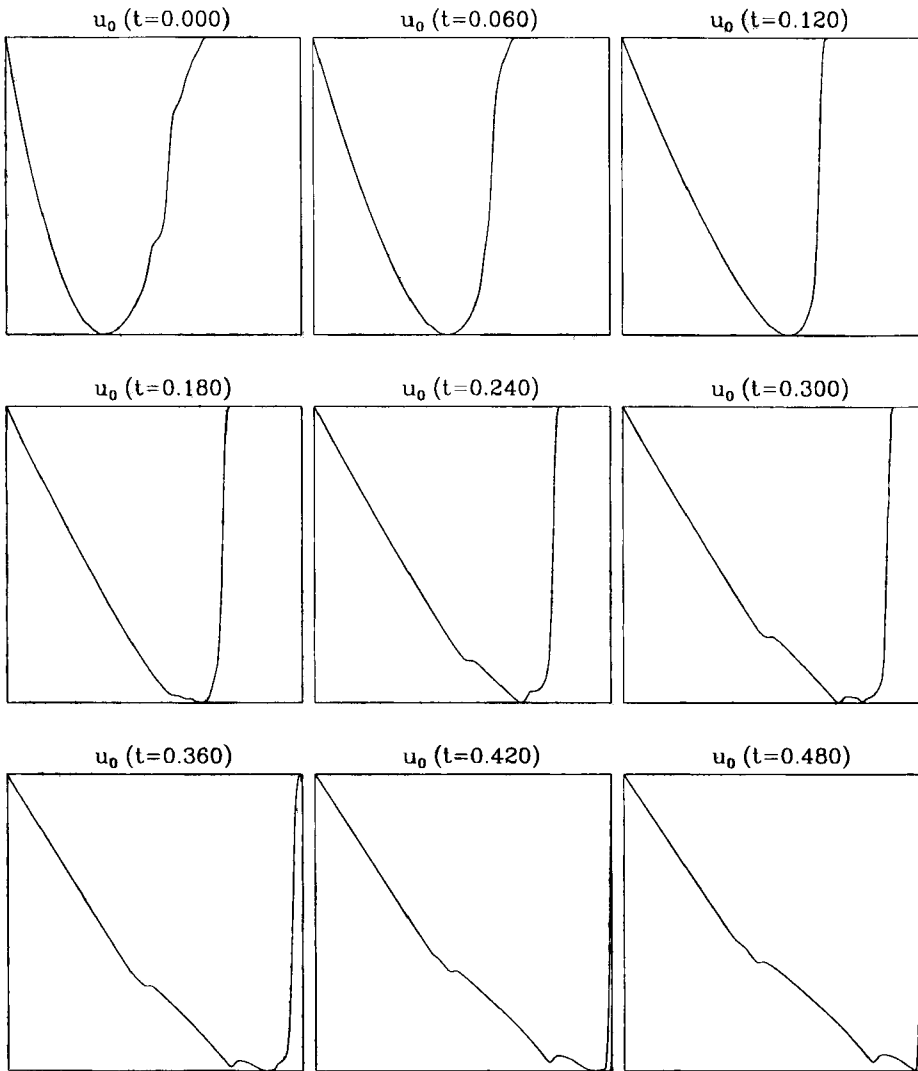 u₀ (t=0.000)
u₀ (t=0.060)
u₀ (t=0.120)
u₀ (t=0.180)
u₀ (t=0.240)
u₀ (t=0.300)
u₀ (t=0.360)
u₀ (t=0.420)
u₀ (t=0.480)